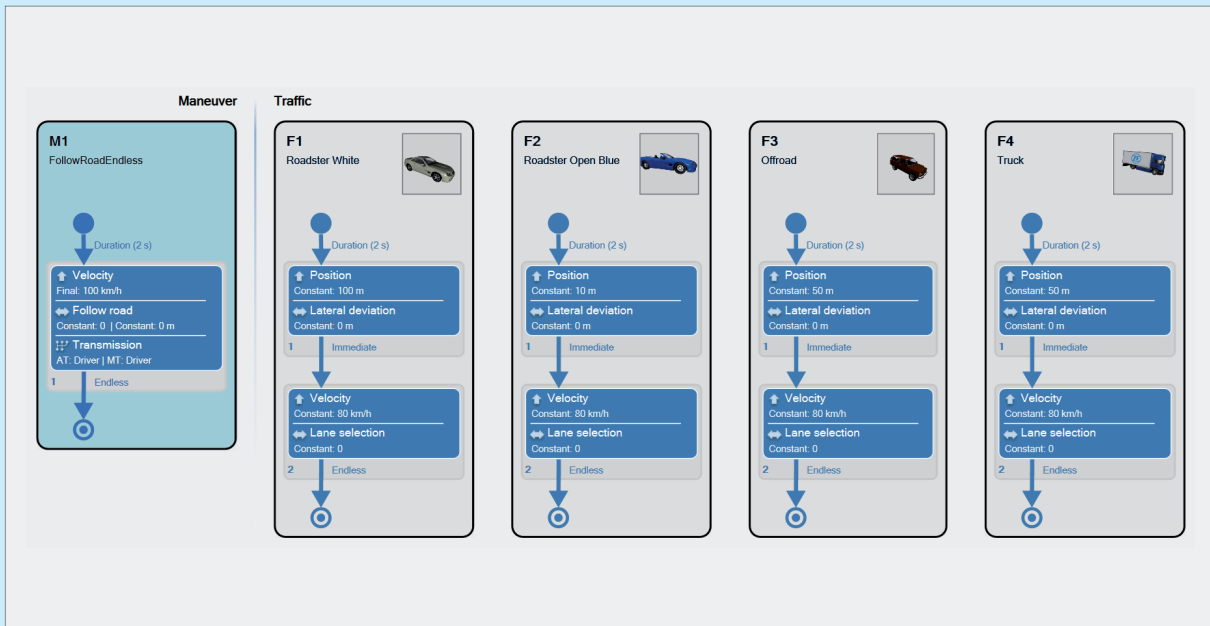 Maneuver
Traffic
M1
FollowRoadEndless
Duration (2 s)
Velocity
Final: 100 km/h
Follow road
Constant: 0 | Constant: 0 m
Transmission
AT: Driver | MT: Driver
1 Endless
F1
Roadster White
Duration (2 s)
Position
Constant: 100 m
Lateral deviation
Constant: 0 m
1 Immediate
Velocity
Constant: 80 km/h
Lane selection
Constant: 0
2 Endless
F2
Roadster Open Blue
Duration (2 s)
Position
Constant: 10 m
Lateral deviation
Constant: 0 m
1 Immediate
Velocity
Constant: 80 km/h
Lane selection
Constant: 0
2 Endless
F3
Offroad
Duration (2 s)
Position
Constant: 50 m
Lateral deviation
Constant: 0 m
1 Immediate
Velocity
Constant: 80 km/h
Lane selection
Constant: 0
2 Endless
F4
Truck
Duration (2 s)
Position
Constant: 50 m
Lateral deviation
Constant: 0 m
1 Immediate
Velocity
Constant: 80 km/h
Lane selection
Constant: 0
2 Endless